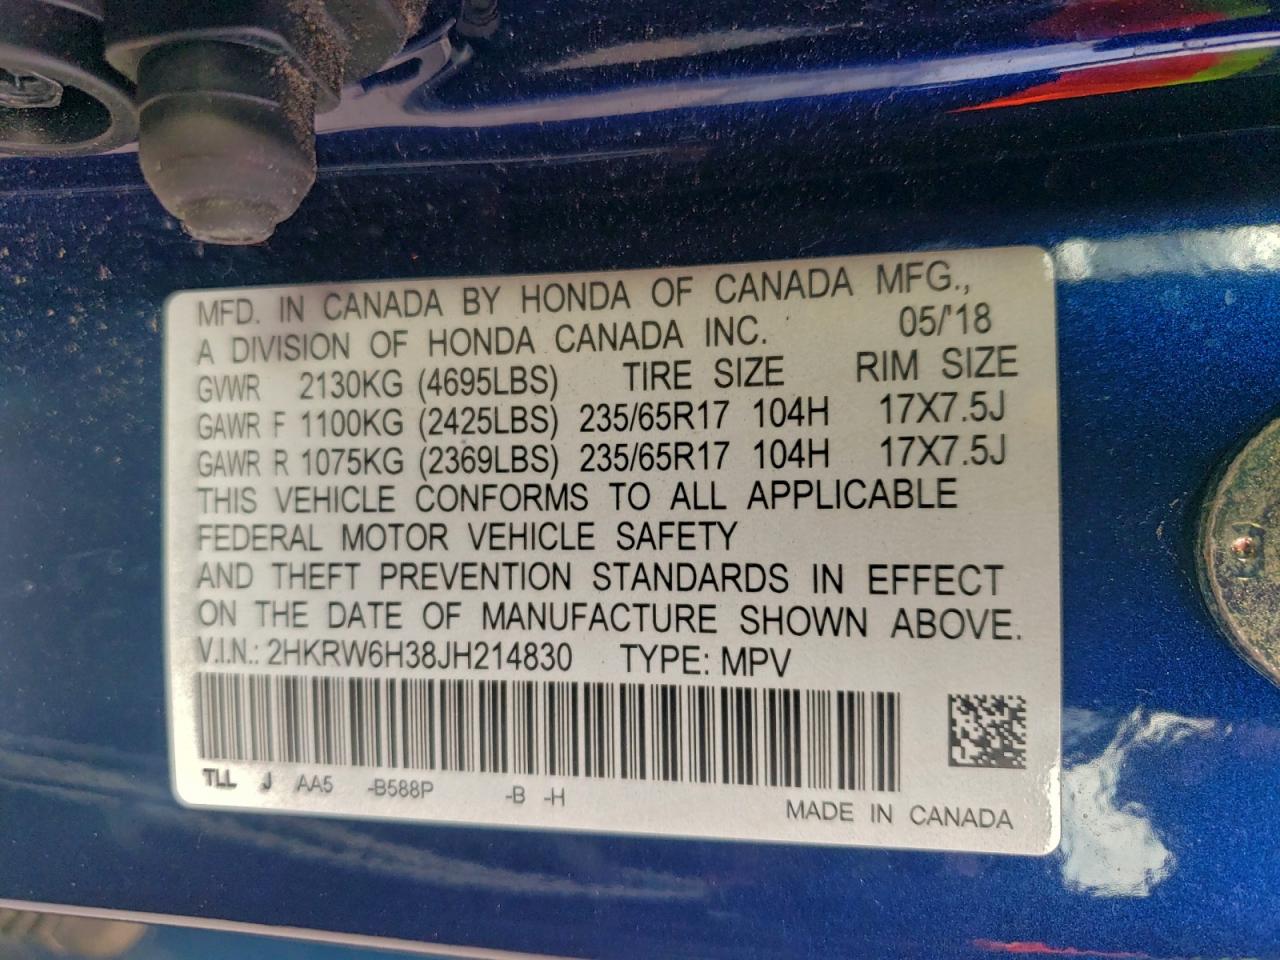 MFD. IN CANADA BY HONDA OF CANADA MFG.,
A DIVISION OF HONDA CANADA INC. 05/'18
GVWR 2130KG (4695LBS) TIRE SIZE RIM SIZE
GAWR F 1100KG (2425LBS) 235/65R17 104H 17X7.5J
GAWR R 1075KG (2369LBS) 235/65R17 104H 17X7.5J
THIS VEHICLE CONFORMS TO ALL APPLICABLE
FEDERAL MOTOR VEHICLE SAFETY
AND THEFT PREVENTION STANDARDS IN EFFECT
ON THE DATE OF MANUFACTURE SHOWN ABOVE.
V.I.N.: 2HKRW6H38JH214830 TYPE: MPV
TLL J AA5 -B588P -B -H
MADE IN CANADA